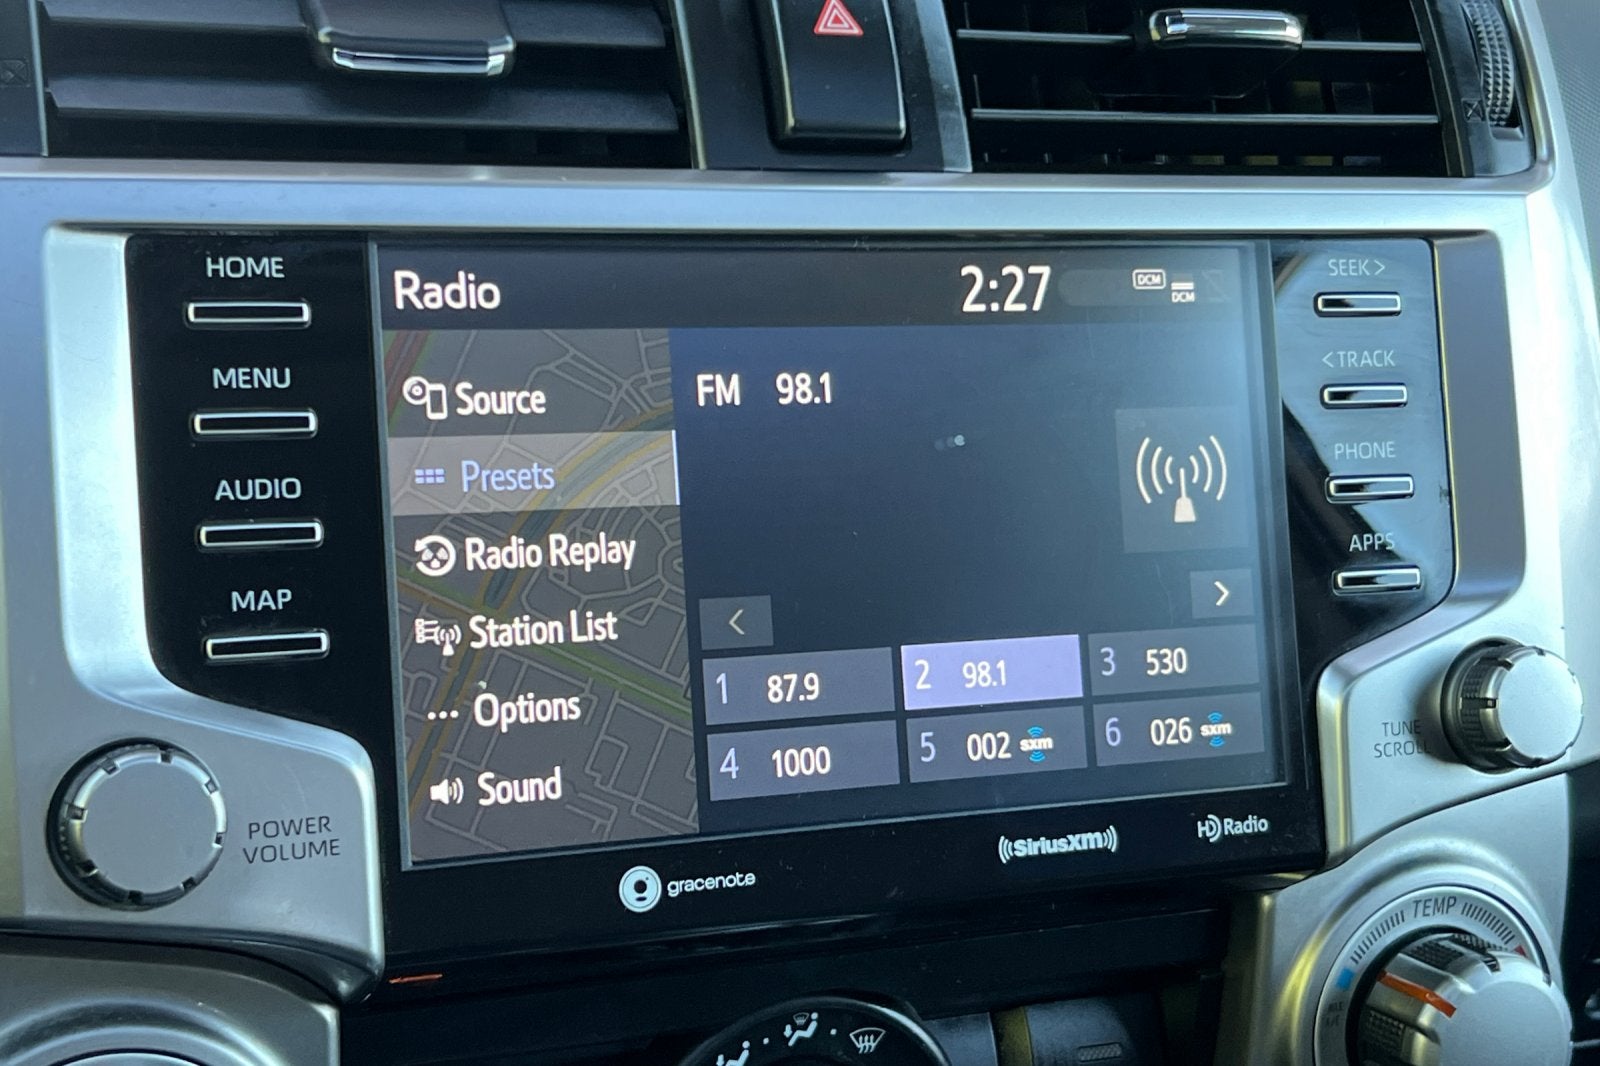 HOME
MENU
AUDIO
MAP
POWER
VOLUME
Radio
2:27
DCM
DCM
Source
Presets
Radio Replay
Station List
Options
Sound
FM 98.1
<
>
1 87.9
2 98.1
3 530
4 1000
5 002 sxm
6 026 sxm
gracenote
SiriusXM
HD Radio
SEEK >
< TRACK
PHONE
APPS
TUNE
SCROLL
TEMP